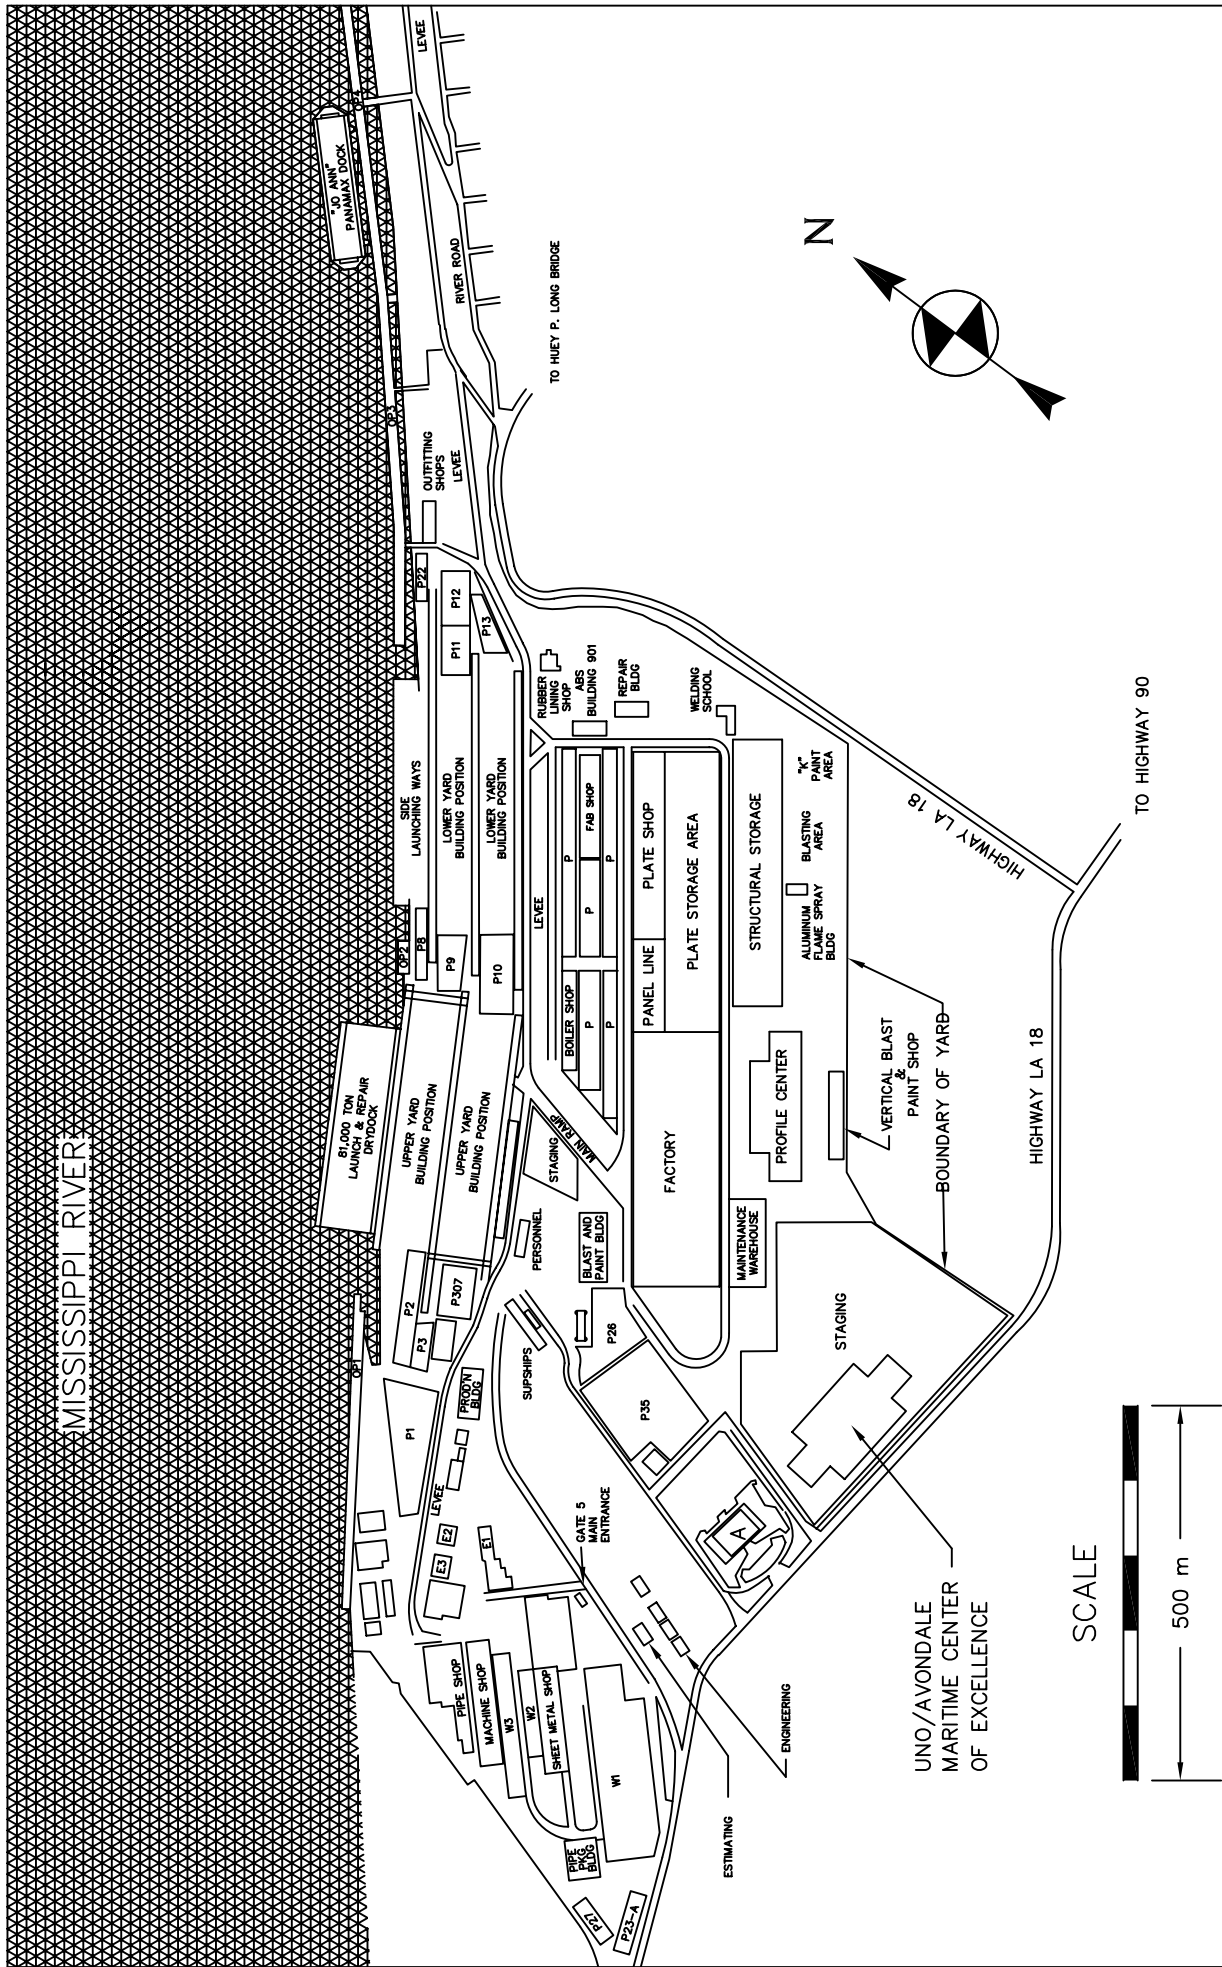 MISSISSIPPI RIVER
"JO ANN"
PANAMAX DOCK
OP4
LEVEE
RIVER ROAD
TO HUEY P. LONG BRIDGE
N
OP3
OUTFITTING
SHOPS
LEVEE
P22
P12
P11
P13
SIDE
LAUNCHING WAYS
LOWER YARD
BUILDING POSITION
LOWER YARD
BUILDING POSITION
OP2
P8
P9
P10
RUBBER
LINING
SHOP
ABS
BUILDING 901
REPAIR
BLDG
WELDING
SCHOOL
LEVEE
P
FAB SHOP
P
P
BOILER SHOP
P
P
PLATE SHOP
PANEL LINE
PLATE STORAGE AREA
STRUCTURAL STORAGE
"K"
PAINT
AREA
BLASTING
AREA
ALUMINUM
FLAME SPRAY
BLDG
HIGHWAY LA 18
TO HIGHWAY 90
81,000 TON
LAUNCH & REPAIR
DRYDOCK
UPPER YARD
BUILDING POSITION
UPPER YARD
BUILDING POSITION
MAIN RAMP
STAGING
PERSONNEL
BLAST AND
PAINT BLDG
FACTORY
PROFILE CENTER
MAINTENANCE
WAREHOUSE
VERTICAL BLAST
&
PAINT SHOP
BOUNDARY OF YARD
HIGHWAY LA 18
OP1
P2
P3
P307
P1
PROD'N
BLDG
SUPSHIPS
P26
P35
STAGING
LEVEE
E2
E3
E1
GATE 5
MAIN
ENTRANCE
A
PIPE SHOP
MACHINE SHOP
W3
W2
SHEET METAL SHOP
W1
PIPE
PKG
BLDG
P27
P23-A
ESTIMATING
ENGINEERING
UNO/AVONDALE
MARITIME CENTER
OF EXCELLENCE
SCALE
500 m